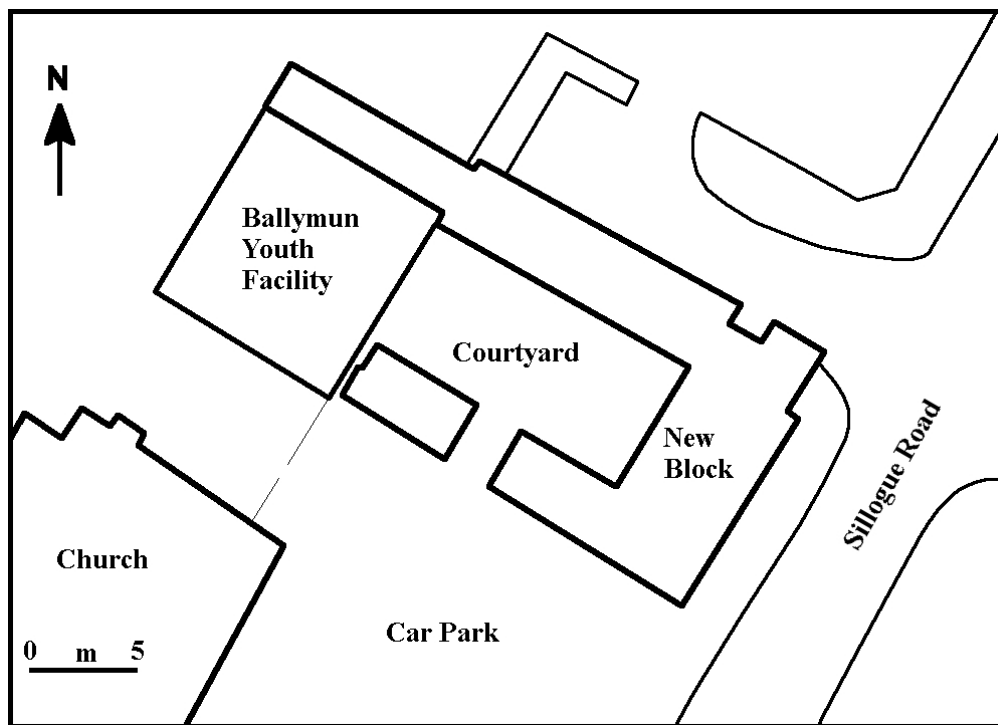 N
Ballymun
Youth
Facility
Courtyard
New
Block
Sillogue Road
Church
Car Park
0 m 5